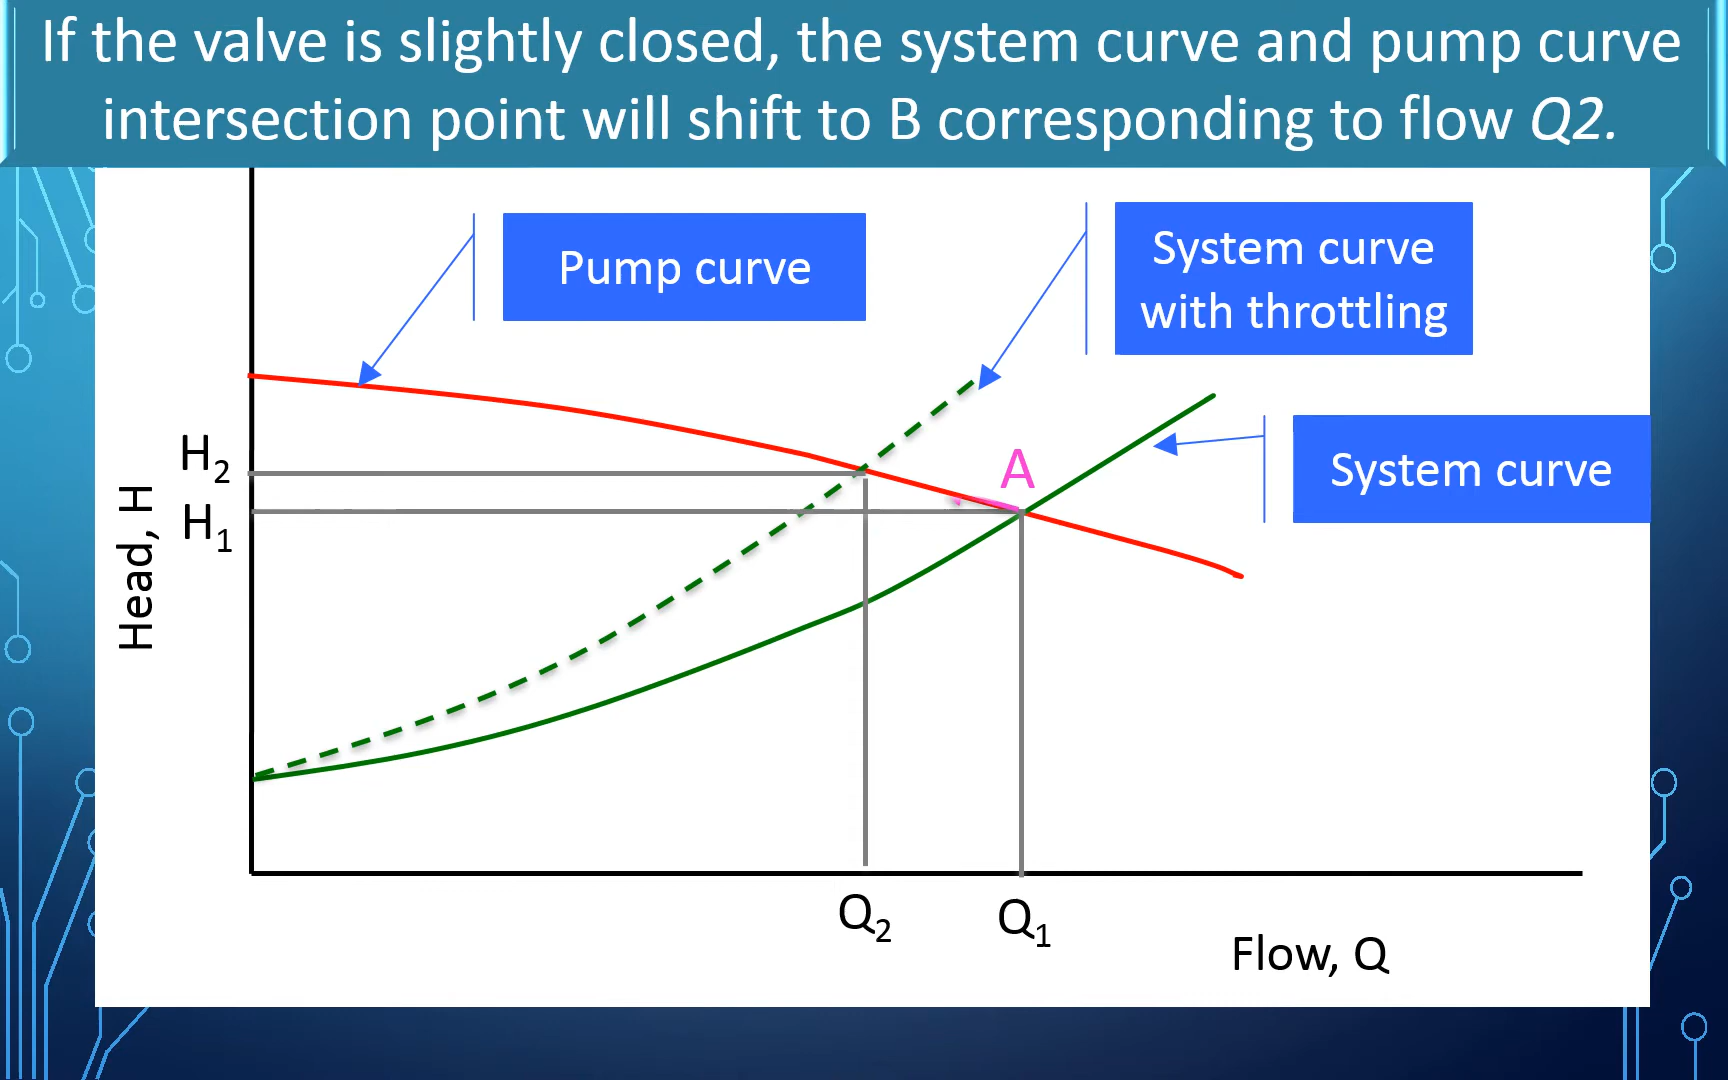 If the valve is slightly closed, the system curve and pump curve
intersection point will shift to B corresponding to flow Q2.
Pump curve
System curve
with throttling
System curve
A
H2
H1
Head, H
Q2
Q1
Flow, Q